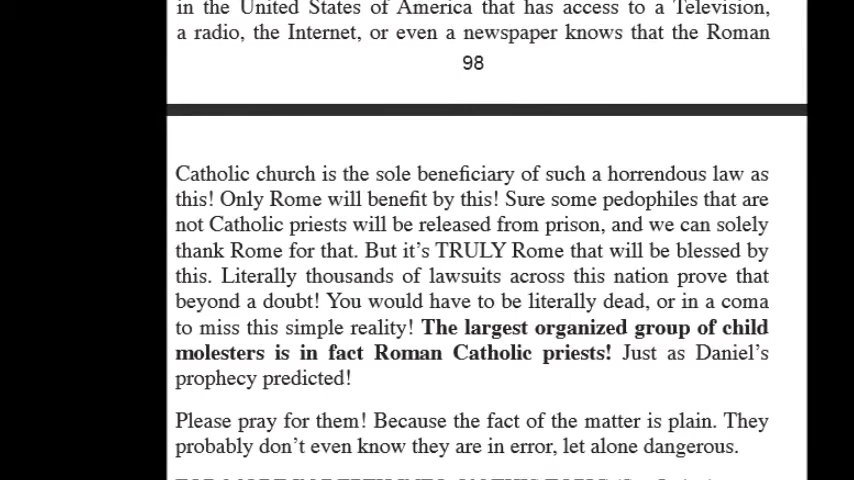 in the United States of America that has access to a Television,
a radio, the Internet, or even a newspaper knows that the Roman
98
Catholic church is the sole beneficiary of such a horrendous law as
this! Only Rome will benefit by this! Sure some pedophiles that are
not Catholic priests will be released from prison, and we can solely
thank Rome for that. But it's TRULY Rome that will be blessed by
this. Literally thousands of lawsuits across this nation prove that
beyond a doubt! You would have to be literally dead, or in a coma
to miss this simple reality! The largest organized group of child
molesters is in fact Roman Catholic priests! Just as Daniel's
prophecy predicted!
Please pray for them! Because the fact of the matter is plain. They
probably don't even know they are in error, let alone dangerous.